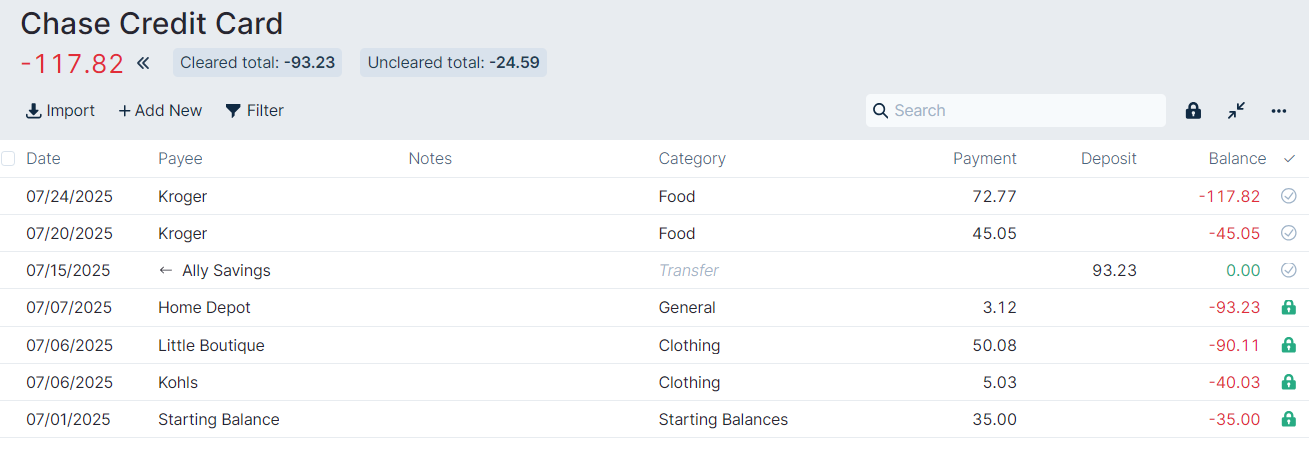 Chase Credit Card
-117.82 Cleared total: -93.23 Uncleared total: -24.59
Import + Add New Filter Search
Date Payee Notes Category Payment Deposit Balance
07/24/2025 Kroger Food 72.77 -117.82
07/20/2025 Kroger Food 45.05 -45.05
07/15/2025 ← Ally Savings Transfer 93.23 0.00
07/07/2025 Home Depot General 3.12 -93.23
07/06/2025 Little Boutique Clothing 50.08 -90.11
07/06/2025 Kohls Clothing 5.03 -40.03
07/01/2025 Starting Balance Starting Balances 35.00 -35.00